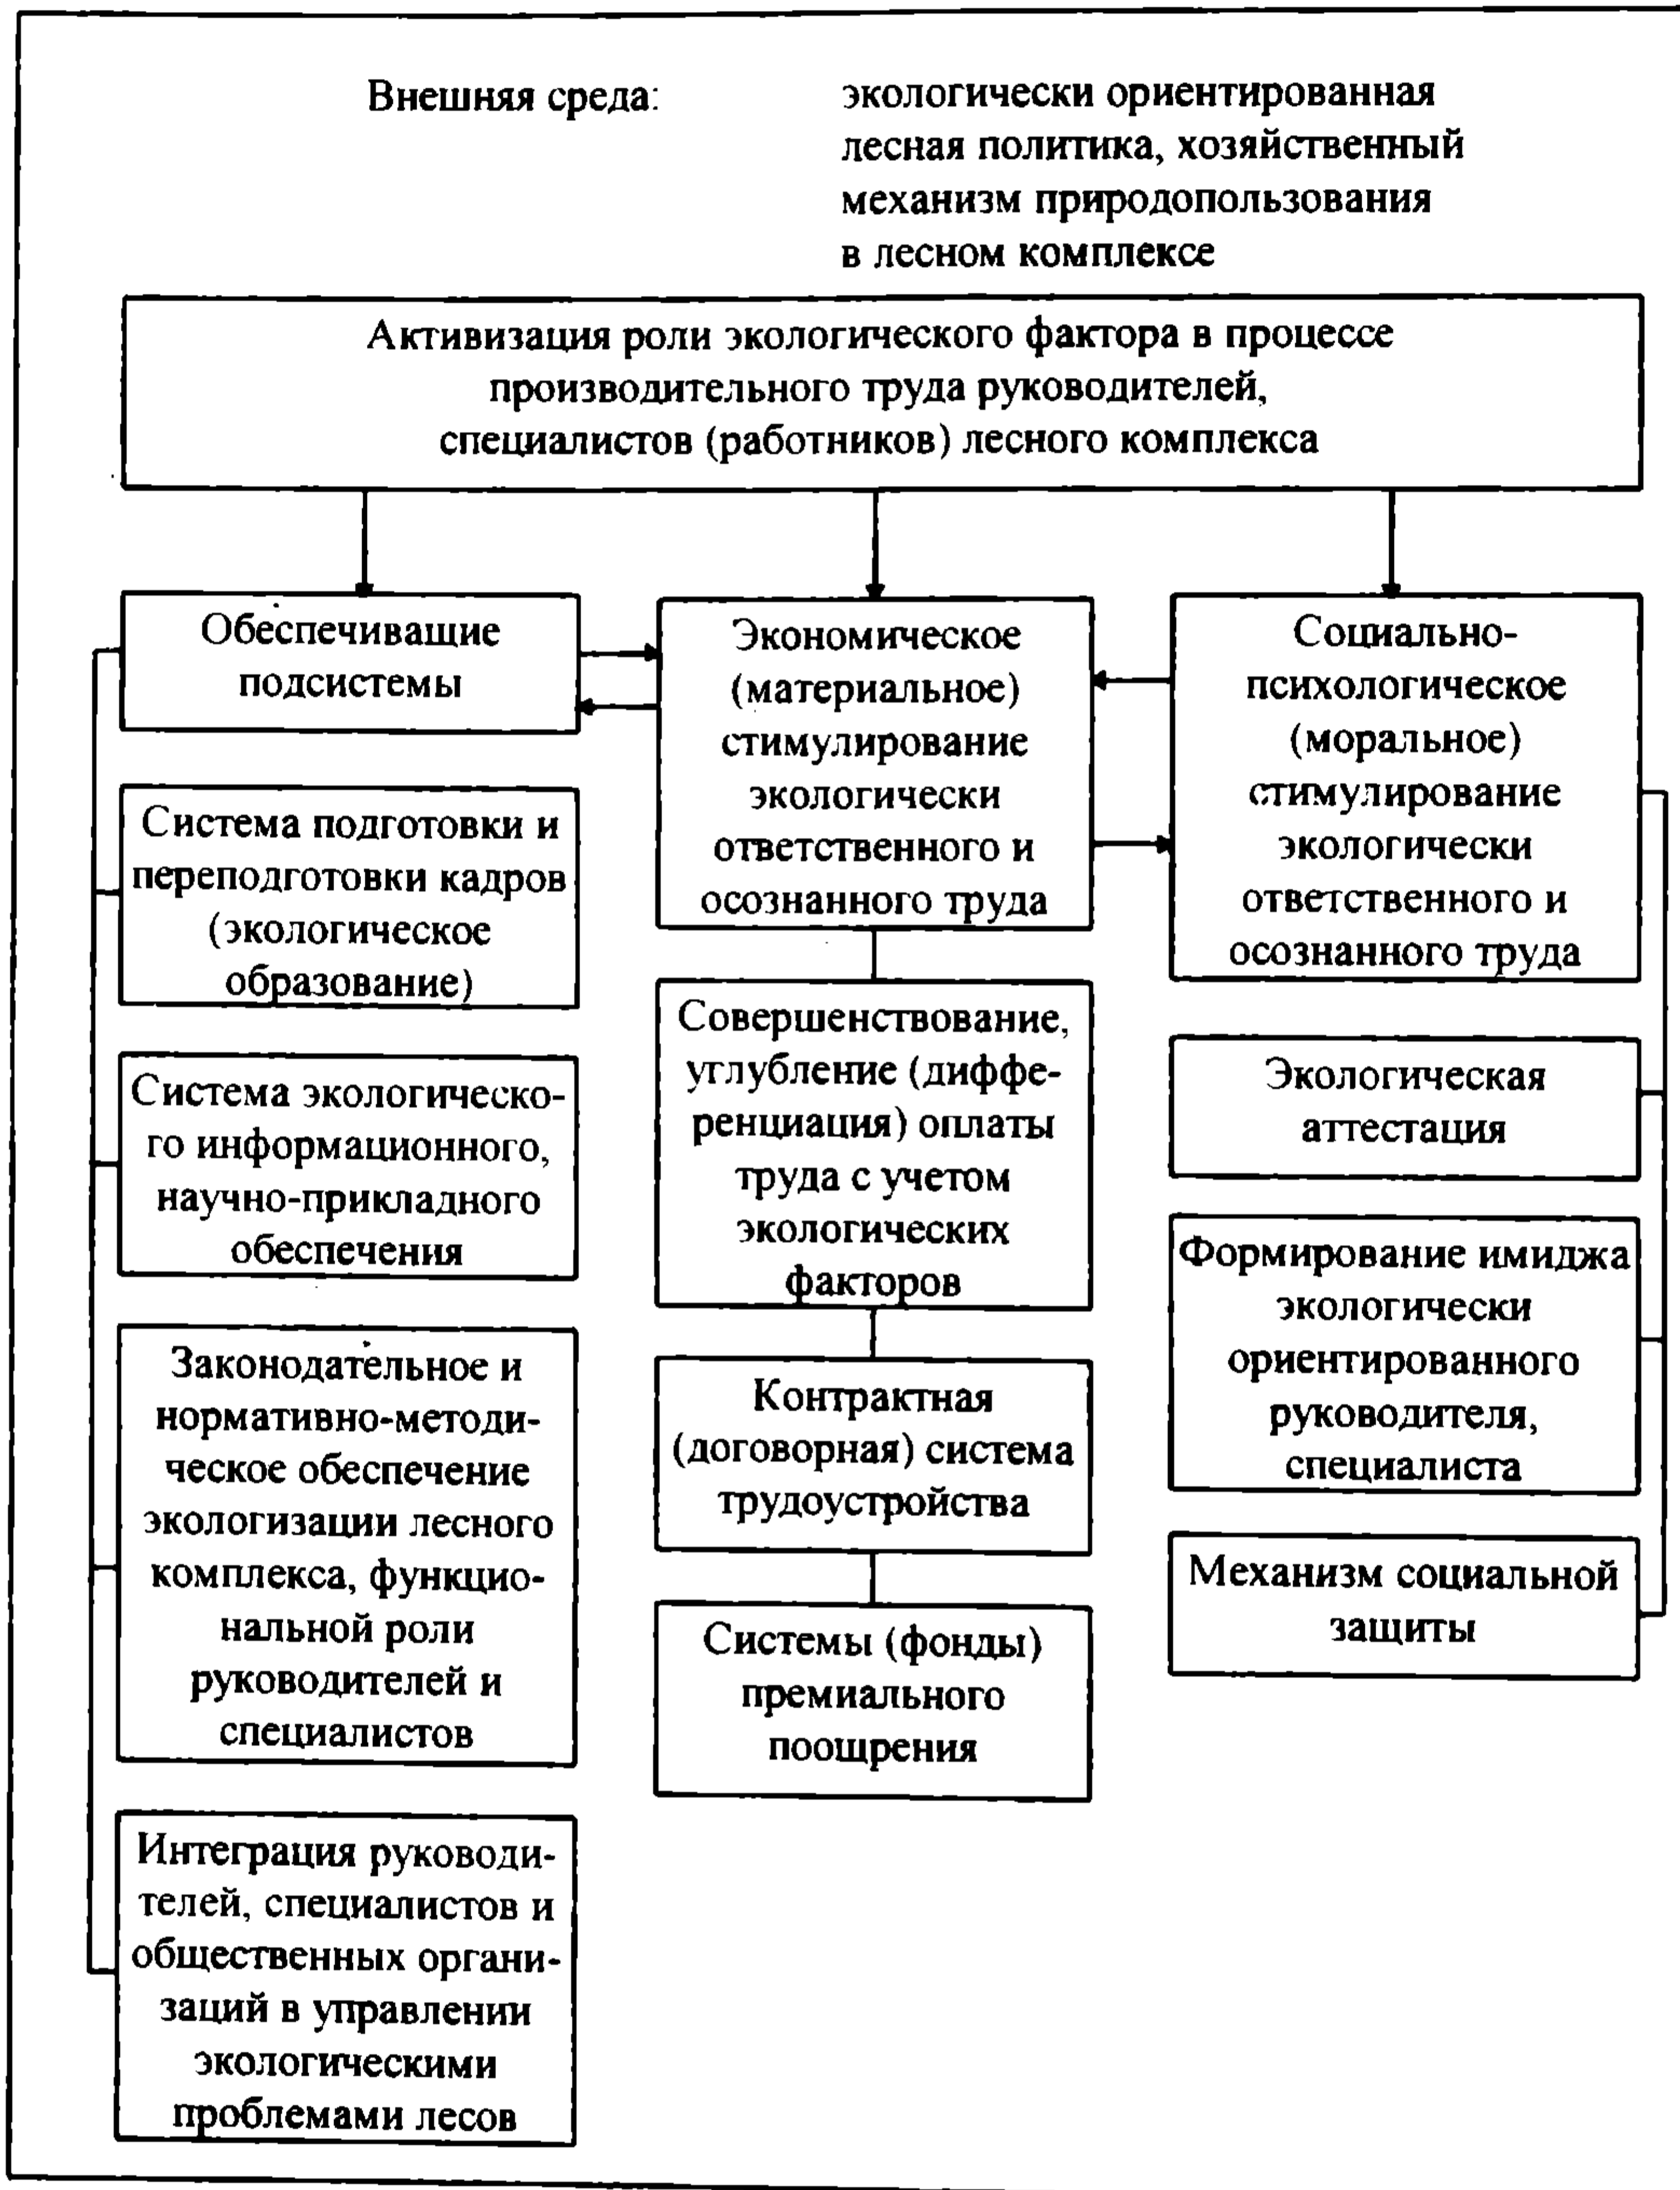 Внешняя среда:
экологически ориентированная
лесная политика, хозяйственный
механизм природопользования
в лесном комплексе
Активизация роли экологического фактора в процессе
производительного труда руководителей,
специалистов (работников) лесного комплекса
Обеспечиващие
подсистемы
Система подготовки и
переподготовки кадров
(экологическое
образование)
Система экологическо-
го информационного,
научно-прикладного
обеспечения
Законодательное и
нормативно-методи-
ческое обеспечение
экологизации лесного
комплекса, функцио-
нальной роли
руководителей и
специалистов
Интеграция руководи-
телей, специалистов и
общественных органи-
заций в управлении
экологическими
проблемами лесов
Экономическое
(материальное)
стимулирование
экологически
ответственного и
осознанного труда
Совершенствование,
углубление (диффе-
ренциация) оплаты
труда с учетом
экологических
факторов
Контрактная
(договорная) система
трудоустройства
Системы (фонды)
премиального
поощрения
Социально-
психологическое
(моральное)
стимулирование
экологически
ответственного и
осознанного труда
Экологическая
аттестация
Формирование имиджа
экологически
ориентированного
руководителя,
специалиста
Механизм социальной
защиты